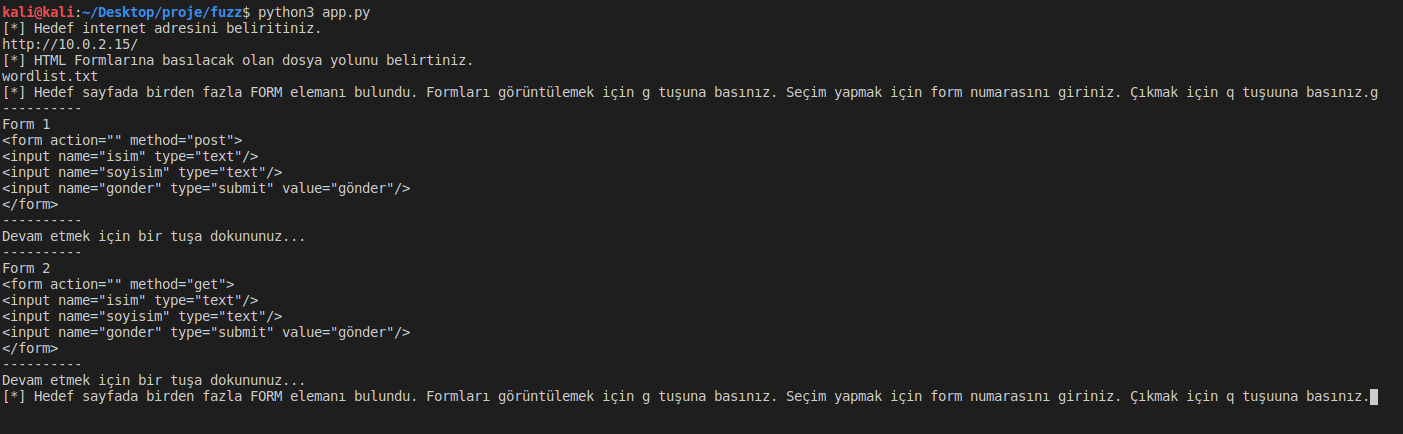 kali@kali:~/Desktop/proje/fuzz$ python3 app.py
[*] Hedef internet adresini beliritiniz.
http://10.0.2.15/
[*] HTML Formlarına basılacak olan dosya yolunu belirtiniz.
wordlist.txt
[*] Hedef sayfada birden fazla FORM elemanı bulundu. Formları görüntülemek için g tuşuna basınız. Seçim yapmak için form numarasını giriniz. Çıkmak için q tuşuuna basınız.g
----------
Form 1
<form action="" method="post">
<input name="isim" type="text"/>
<input name="soyisim" type="text"/>
<input name="gonder" type="submit" value="gönder"/>
</form>
----------
Devam etmek için bir tuşa dokununuz...
----------
Form 2
<form action="" method="get">
<input name="isim" type="text"/>
<input name="soyisim" type="text"/>
<input name="gonder" type="submit" value="gönder"/>
</form>
----------
Devam etmek için bir tuşa dokununuz...
[*] Hedef sayfada birden fazla FORM elemanı bulundu. Formları görüntülemek için g tuşuna basınız. Seçim yapmak için form numarasını giriniz. Çıkmak için q tuşuuna basınız.